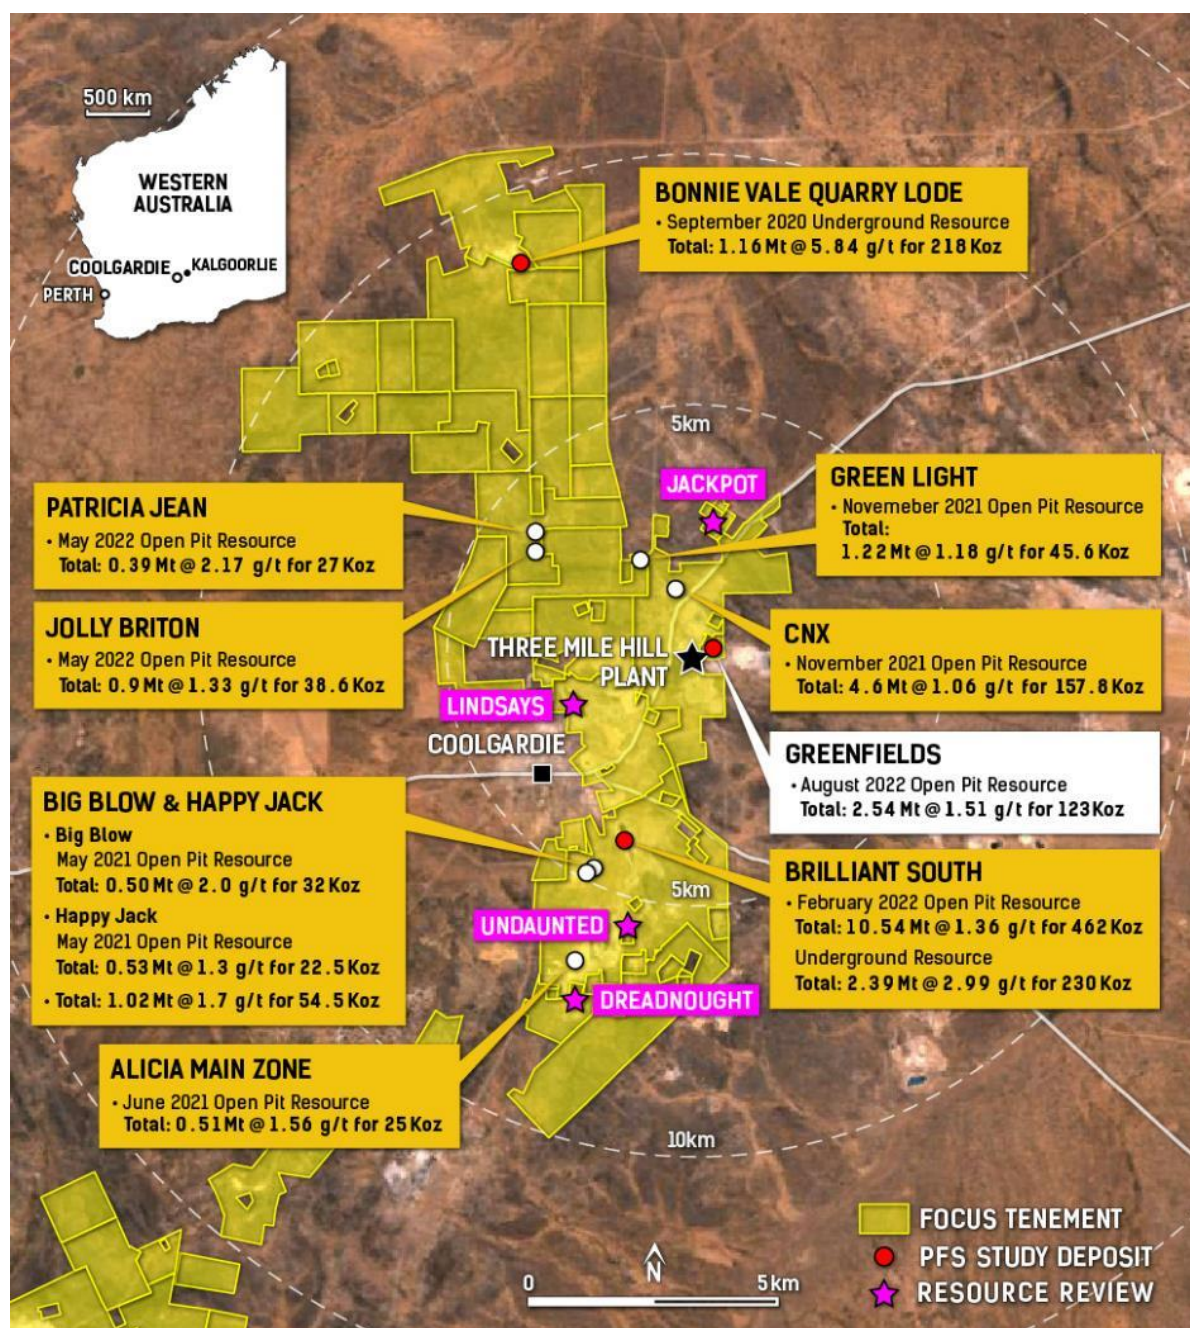 500 km
WESTERN
AUSTRALIA
COOLGARDIE
KALGOORLIE
PERTH
BONNIE VALE QUARRY LODE
• September 2020 Underground Resource
Total: 1.16 Mt @ 5.84 g/t for 218 Koz
5km
JACKPOT
GREEN LIGHT
• Novemeber 2021 Open Pit Resource
Total:
1.22 Mt @ 1.18 g/t for 45.6 Koz
PATRICIA JEAN
• May 2022 Open Pit Resource
Total: 0.39 Mt @ 2.17 g/t for 27 Koz
JOLLY BRITON
• May 2022 Open Pit Resource
Total: 0.9 Mt @ 1.33 g/t for 38.6 Koz
CNX
• November 2021 Open Pit Resource
Total: 4.6 Mt @ 1.06 g/t for 157.8 Koz
THREE MILE HILL
PLANT
LINDSAYS
COOLGARDIE
GREENFIELDS
• August 2022 Open Pit Resource
Total: 2.54 Mt @ 1.51 g/t for 123 Koz
BIG BLOW & HAPPY JACK
• Big Blow
May 2021 Open Pit Resource
Total: 0.50 Mt @ 2.0 g/t for 32 Koz
• Happy Jack
May 2021 Open Pit Resource
Total: 0.53 Mt @ 1.3 g/t for 22.5 Koz
• Total: 1.02 Mt @ 1.7 g/t for 54.5 Koz
BRILLIANT SOUTH
• February 2022 Open Pit Resource
Total: 10.54 Mt @ 1.36 g/t for 462 Koz
Underground Resource
Total: 2.39 Mt @ 2.99 g/t for 230 Koz
5km
UNDAUNTED
DREADNOUGHT
ALICIA MAIN ZONE
• June 2021 Open Pit Resource
Total: 0.51 Mt @ 1.56 g/t for 25 Koz
10km
FOCUS TENEMENT
PFS STUDY DEPOSIT
RESOURCE REVIEW
N
0
5km